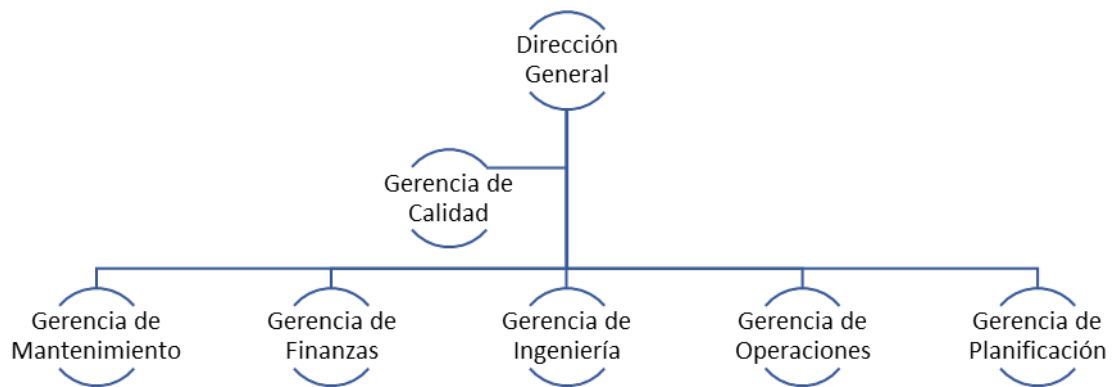 Dirección
General
Gerencia de
Calidad
Gerencia de
Mantenimiento
Gerencia de
Finanzas
Gerencia de
Ingeniería
Gerencia de
Operaciones
Gerencia de
Planificación